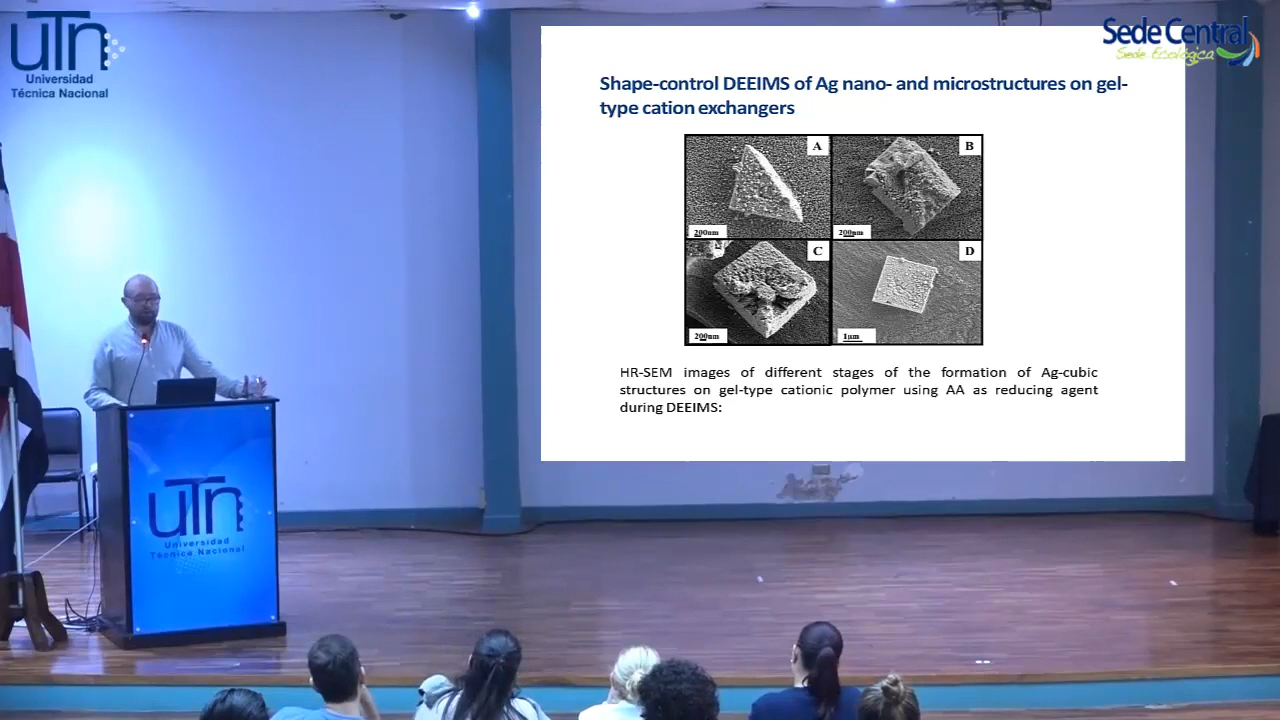 uTn
Universidad
Técnica Nacional
Sede Central
Sede Ecológica
Shape-control DEEIMS of Ag nano- and microstructures on gel-
type cation exchangers
A
B
200nm
200μm
C
D
200nm
1μm
HR-SEM images of different stages of the formation of Ag-cubic
structures on gel-type cationic polymer using AA as reducing agent
during DEEIMS:
uTn
Universidad
Técnica Nacional